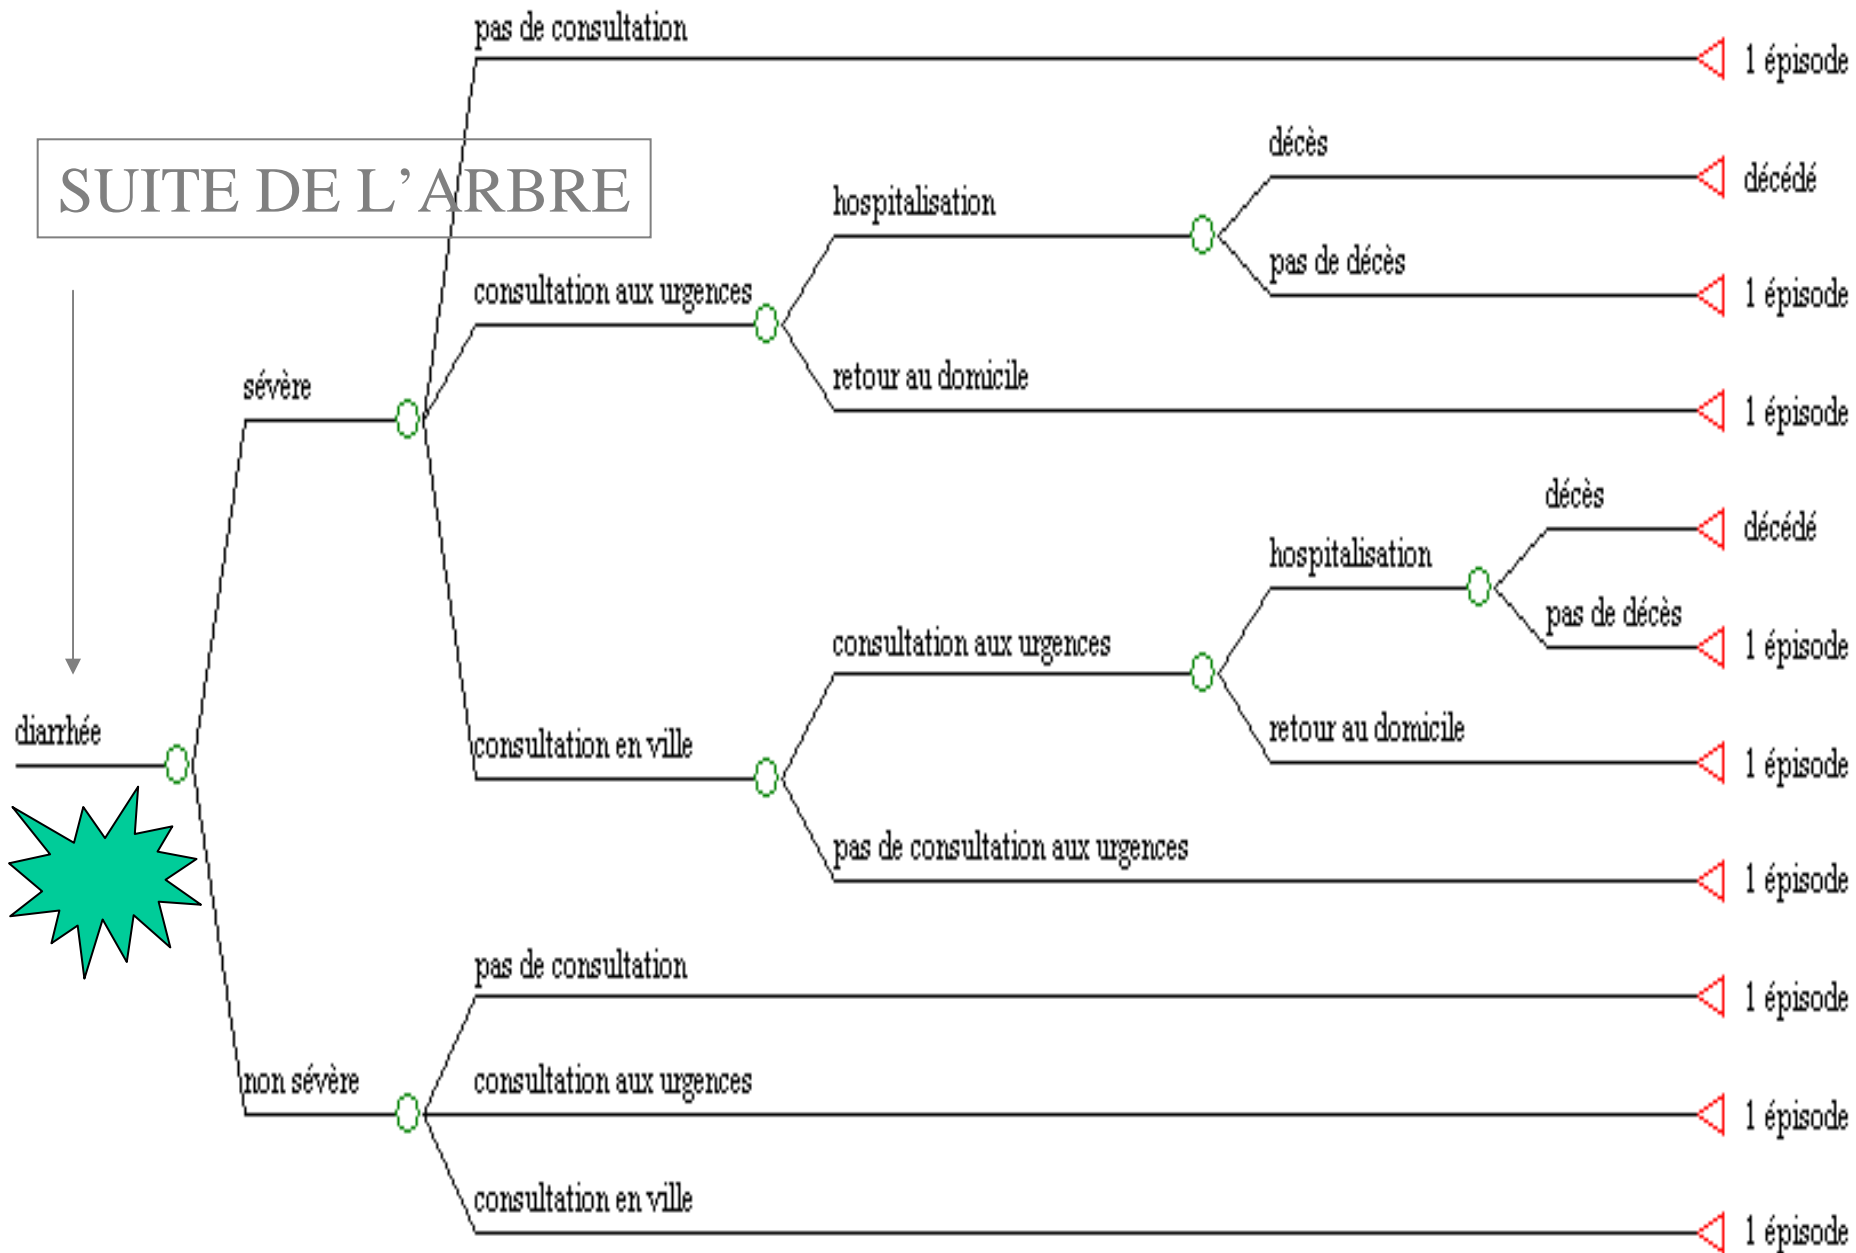 pas de consultation
1 épisode
SUITE DE L’ARBRE
décès
décédé
hospitalisation
pas de décès
1 épisode
consultation aux urgences
retour au domicile
1 épisode
sévère
décès
décédé
hospitalisation
pas de décès
1 épisode
consultation aux urgences
retour au domicile
1 épisode
diarrhée
consultation en ville
pas de consultation aux urgences
1 épisode
pas de consultation
1 épisode
non sévère
consultation aux urgences
1 épisode
consultation en ville
1 épisode